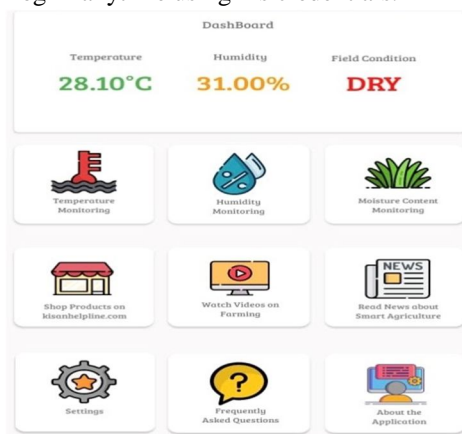 DashBoard
Temperature Humidity Field Condition
28.10°C 31.00% DRY
Temperature
Monitoring
Humidity
Monitoring
Moisture Content
Monitoring
Shop Products on
kisanhelpline.com
Watch Videos on
Farming
NEWS
Read News about
Smart Agriculture
Settings
Frequently
Asked Questions
About the
Application